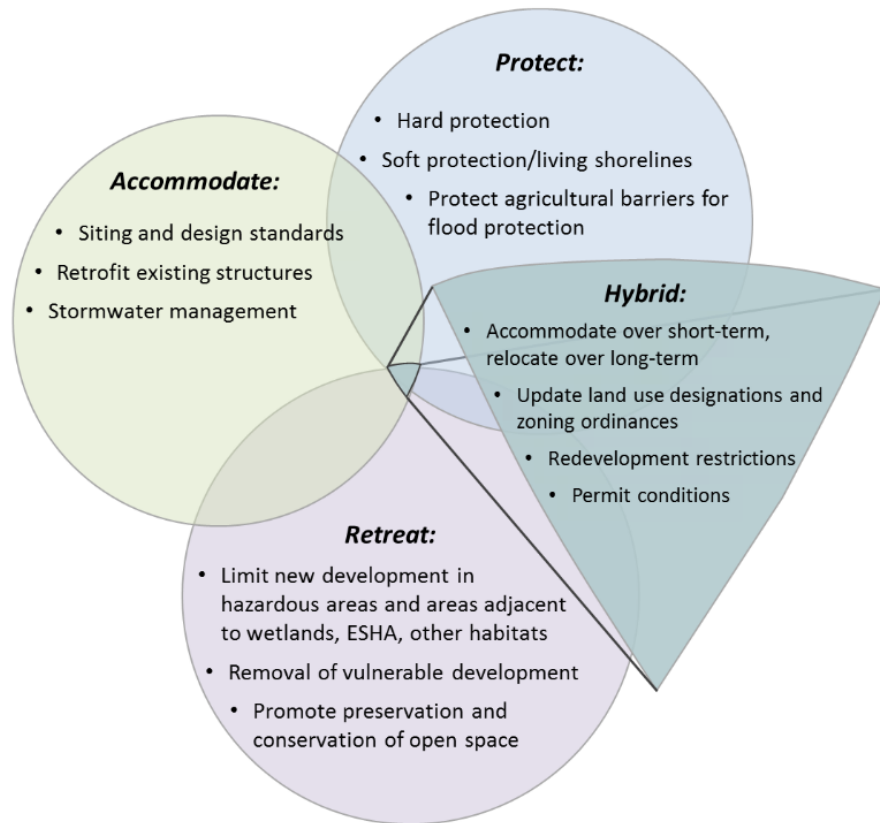 Protect:
• Hard protection
• Soft protection/living shorelines
• Protect agricultural barriers for
flood protection
Accommodate:
• Siting and design standards
• Retrofit existing structures
• Stormwater management
Hybrid:
• Accommodate over short-term,
relocate over long-term
• Update land use designations and
zoning ordinances
• Redevelopment restrictions
• Permit conditions
Retreat:
• Limit new development in
hazardous areas and areas adjacent
to wetlands, ESHA, other habitats
• Removal of vulnerable development
• Promote preservation and
conservation of open space